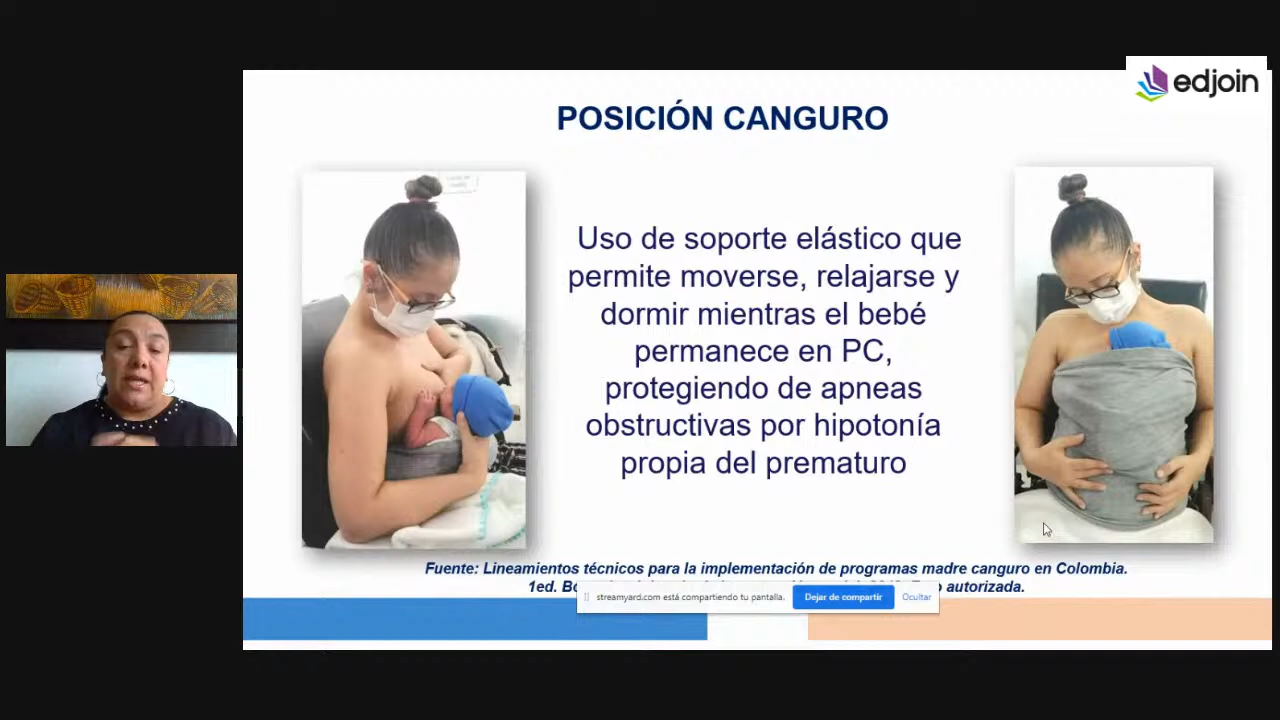 edjoin
POSICIÓN CANGURO
Uso de soporte elástico que
permite moverse, relajarse y
dormir mientras el bebé
permanece en PC,
protegiendo de apneas
obstructivas por hipotonía
propia del prematuro
Fuente: Lineamientos técnicos para la implementación de programas madre canguro en Colombia.
1ed. autorizada.
streamyard.com está compartiendo tu pantalla. Dejar de compartir Ocultar